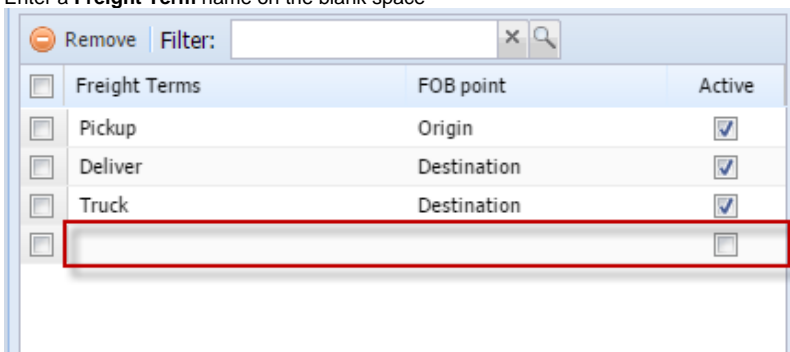 Enter a Freight Term name on the blank space
Remove Filter:
Freight Terms FOB point Active
Pickup Origin
Deliver Destination
Truck Destination